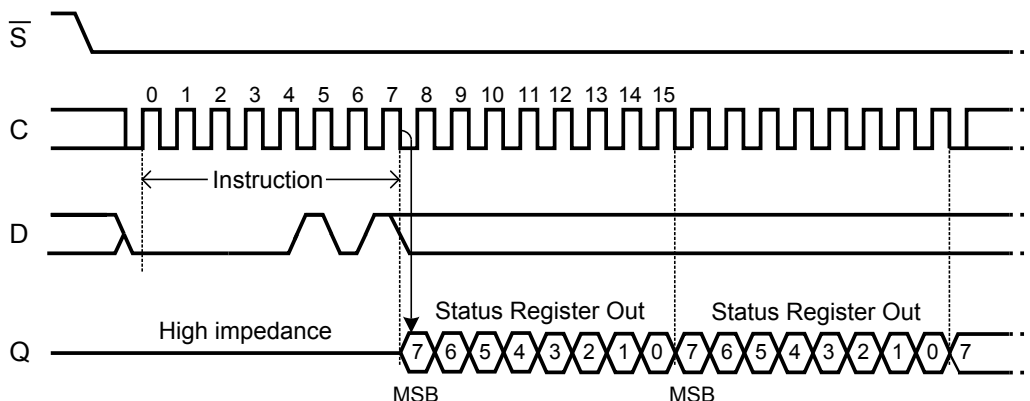 S
0 1 2 3 4 5 6 7 8 9 10 11 12 13 14 15
C
Instruction
D
Status Register Out Status Register Out
High impedance
Q 7 6 5 4 3 2 1 0 7 6 5 4 3 2 1 0 7
MSB MSB